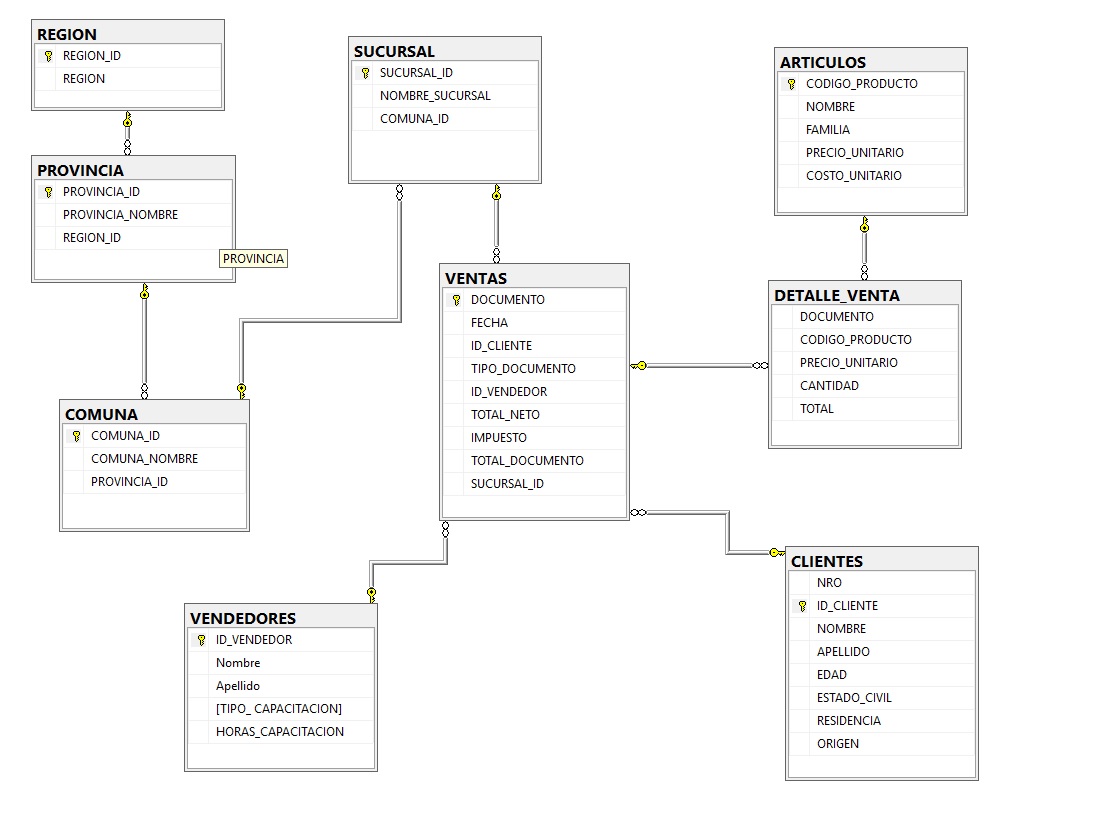 REGION
REGION_ID
REGION
PROVINCIA
PROVINCIA_ID
PROVINCIA_NOMBRE
REGION_ID
PROVINCIA
COMUNA
COMUNA_ID
COMUNA_NOMBRE
PROVINCIA_ID
SUCURSAL
SUCURSAL_ID
NOMBRE_SUCURSAL
COMUNA_ID
VENTAS
DOCUMENTO
FECHA
ID_CLIENTE
TIPO_DOCUMENTO
ID_VENDEDOR
TOTAL_NETO
IMPUESTO
TOTAL_DOCUMENTO
SUCURSAL_ID
ARTICULOS
CODIGO_PRODUCTO
NOMBRE
FAMILIA
PRECIO_UNITARIO
COSTO_UNITARIO
DETALLE_VENTA
DOCUMENTO
CODIGO_PRODUCTO
PRECIO_UNITARIO
CANTIDAD
TOTAL
VENDEDORES
ID_VENDEDOR
Nombre
Apellido
[TIPO_ CAPACITACION]
HORAS_CAPACITACION
CLIENTES
NRO
ID_CLIENTE
NOMBRE
APELLIDO
EDAD
ESTADO_CIVIL
RESIDENCIA
ORIGEN